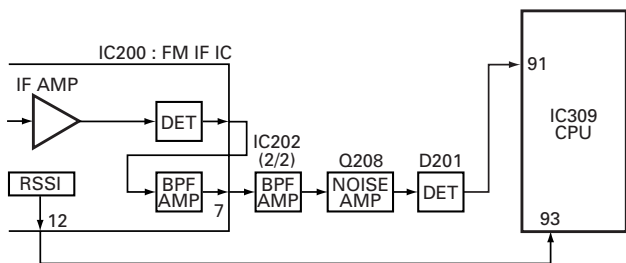 IC200 : FM IF IC
IF AMP
DET
91
IC309
CPU
IC202
(2/2)
Q208
D201
RSSI
BPF
AMP
BPF
AMP
NOISE
AMP
DET
12
7
93